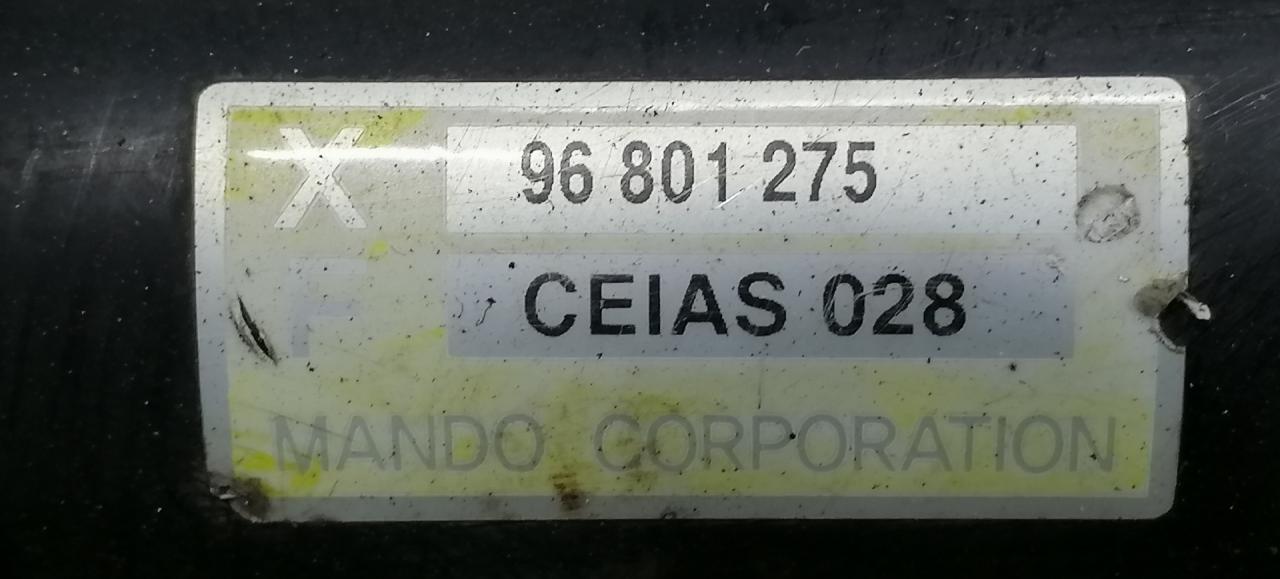 X 96 801 275
F CEIAS 028
MANDO CORPORATION